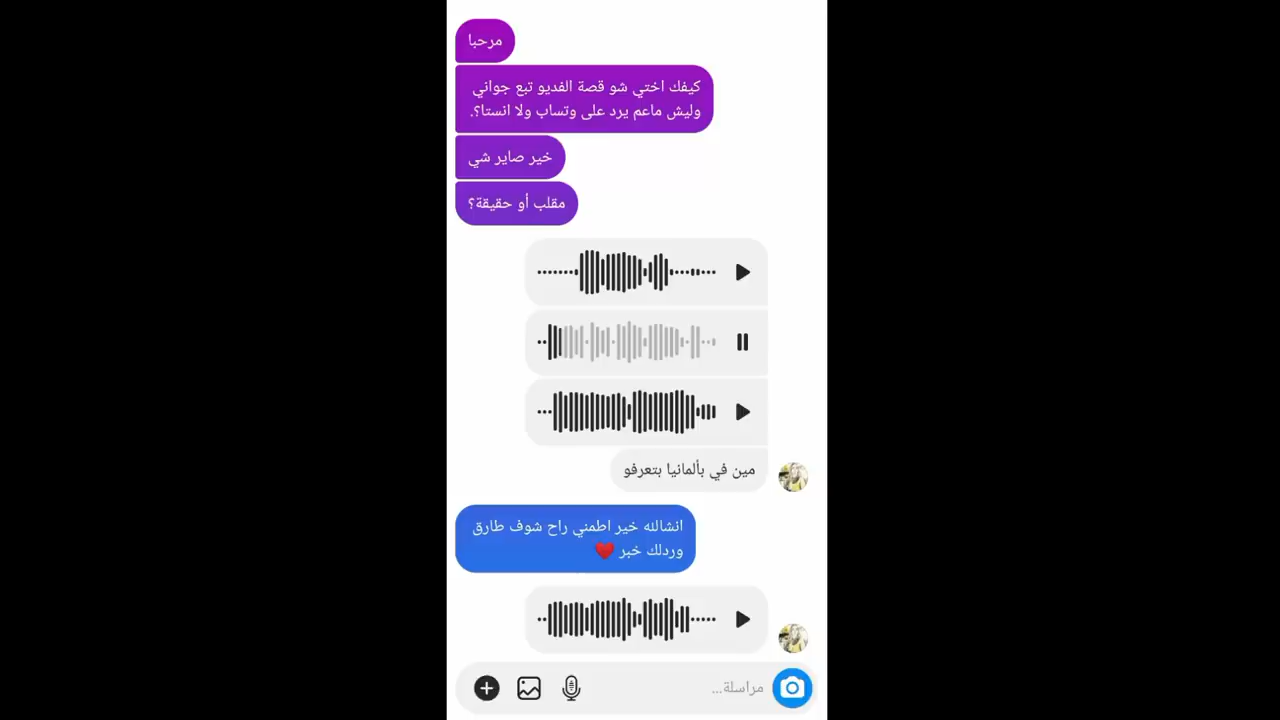 مرحبا
كيفك اختي شو قصة الفديو تبع جواني
وليش ماعم يرد على وتساب ولا انستا؟.
خير صاير شي
مقلب أو حقيقة؟
مين في بألمانيا بتعرفو
انشالله خير اطمني راح شوف طارق
وردلك خبر ❤️
مراسلة...